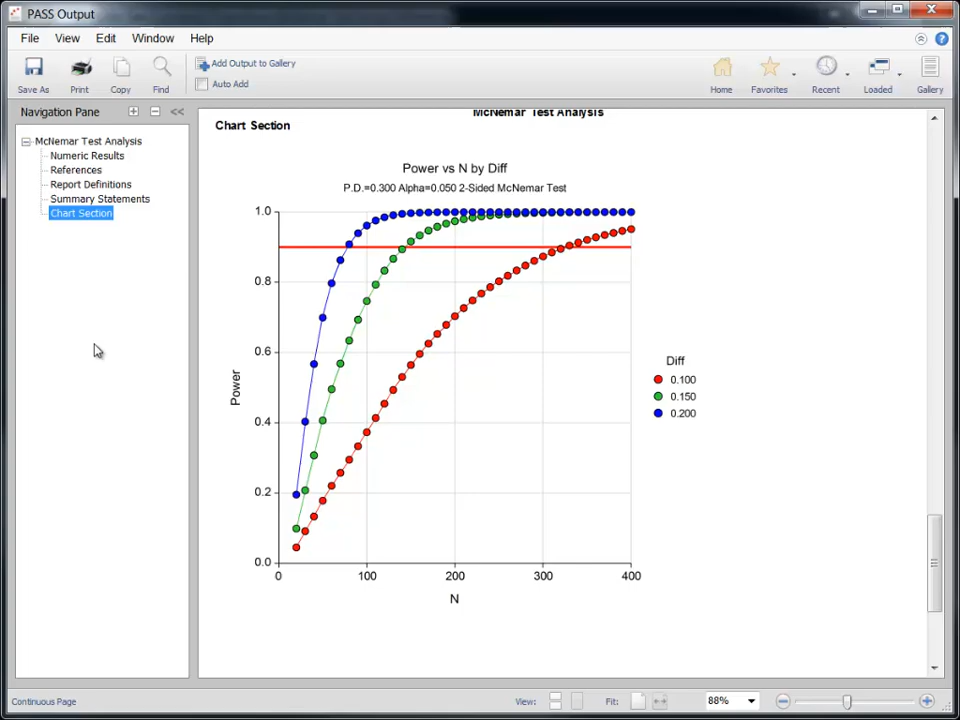 PASS Output
File View Edit Window Help
Save As Print Copy Find Add Output to Gallery Auto Add Home Favorites Recent Loaded Gallery
Navigation Pane
McNemar Test Analysis
Numeric Results
References
Report Definitions
Summary Statements
Chart Section
McNemar Test Analysis
Chart Section
Power vs N by Diff
P.D.=0.300 Alpha=0.050 2-Sided McNemar Test
1.0
0.8
0.6
0.4
0.2
0.0
Power
0 100 200 300 400
N
Diff
0.100
0.150
0.200
Continuous Page View: Fit: 88%